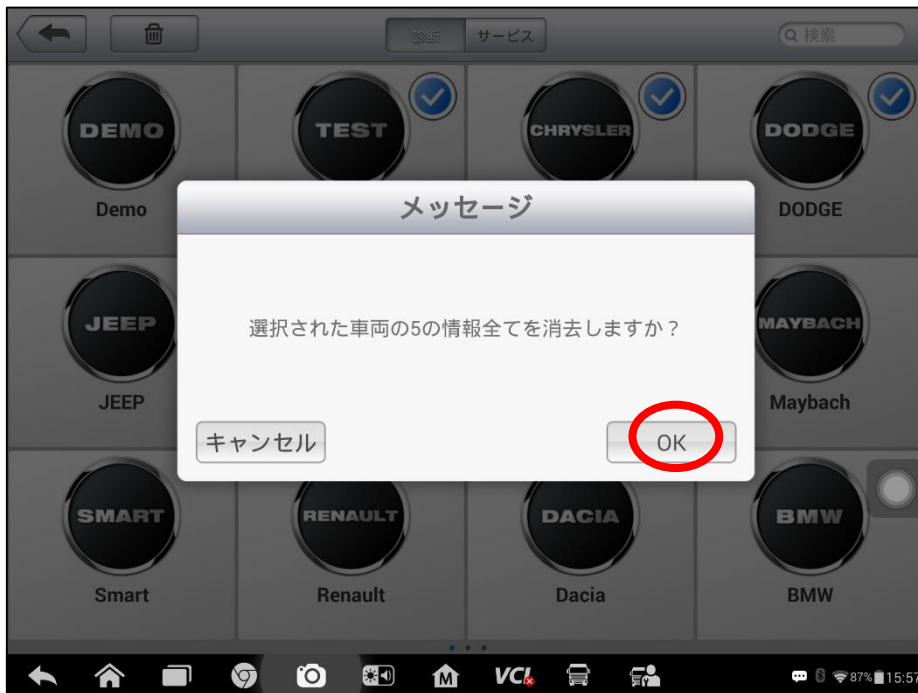 診断 サービス
検索
DEMO TEST CHRYSLER DODGE
Demo DODGE
メッセージ
選択された車両の5の情報全てを消去しますか？
JEEP MAYBACH
JEEP Maybach
キャンセル OK
SMART RENAULT DACIA BMW
Smart Renault Dacia BMW
M VCI 87% 15:57